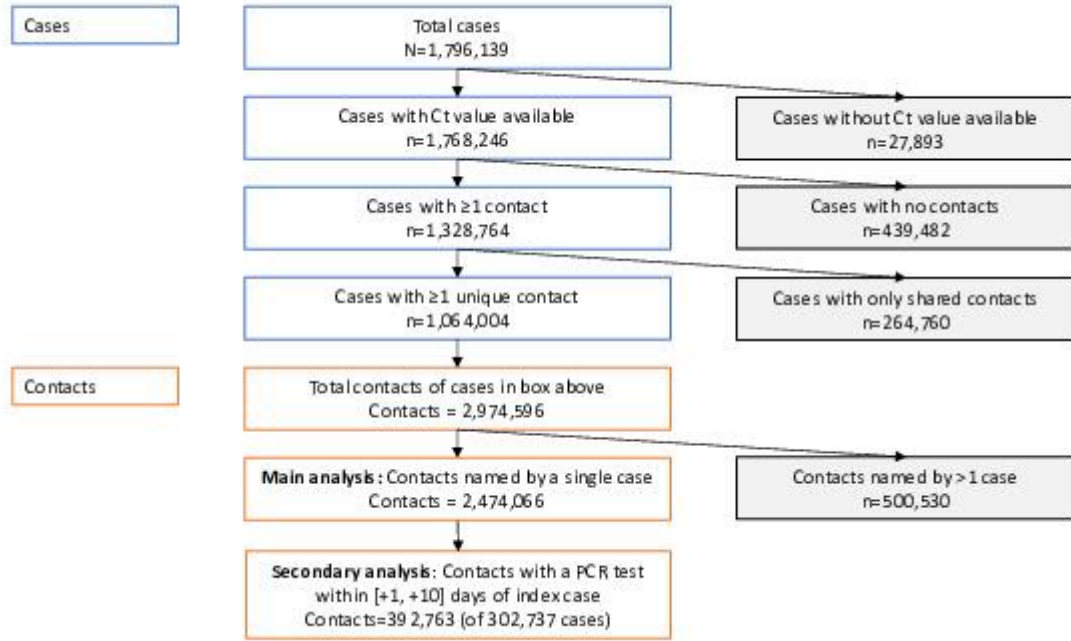 Cases
Total cases
N=1,796,139
Cases with Ct value available
n=1,768,246
Cases without Ct value available
n=27,893
Cases with ≥1 contact
n=1,328,764
Cases with no contacts
n=439,482
Cases with ≥1 unique contact
n=1,064,004
Cases with only shared contacts
n=264,760
Contacts
Total contacts of cases in box above
Contacts = 2,974,596
Main analysis: Contacts named by a single case
Contacts = 2,474,066
Contacts named by >1 case
n=500,530
Secondary analysis: Contacts with a PCR test
within [+1, +10] days of index case
Contacts=392,763 (of 302,737 cases)